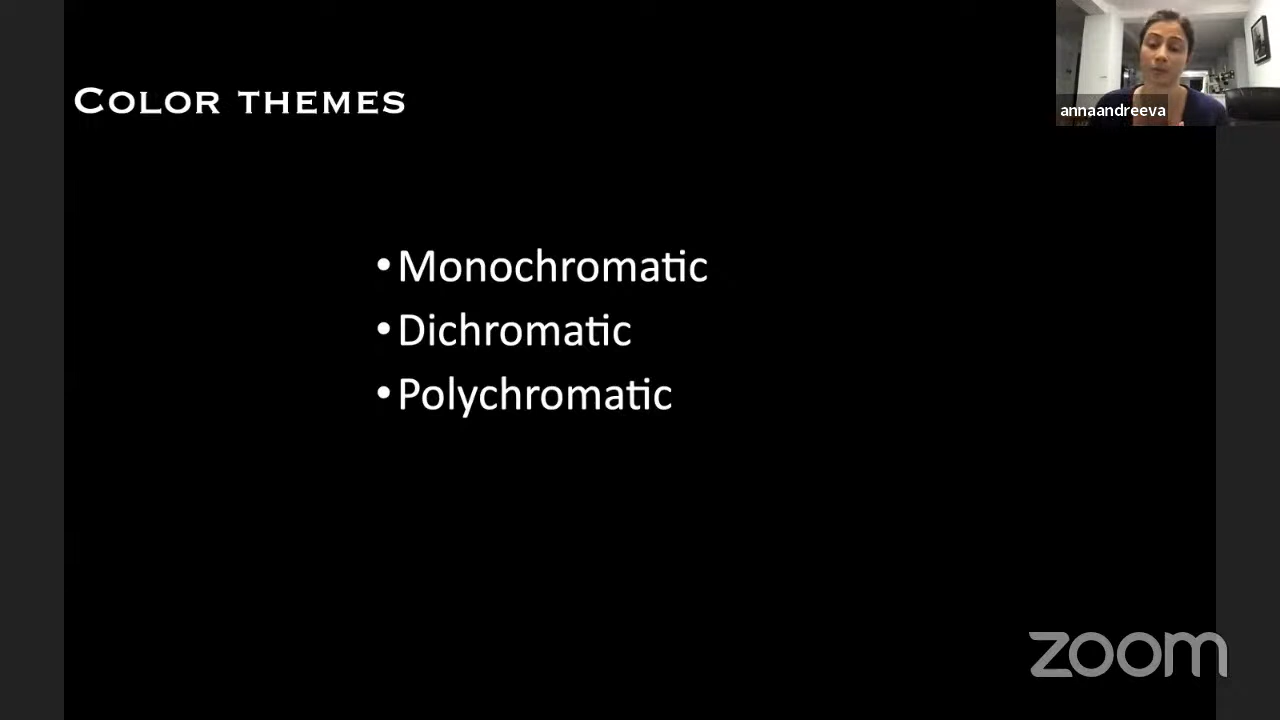 COLOR THEMES
annaandreeva
• Monochromatic
• Dichromatic
• Polychromatic
zoom